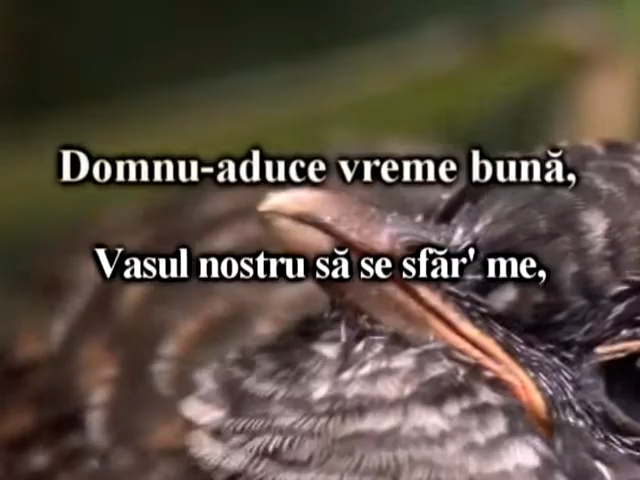 Domnu-aduce vreme bună,
Vasul nostru să se sfăr' me,